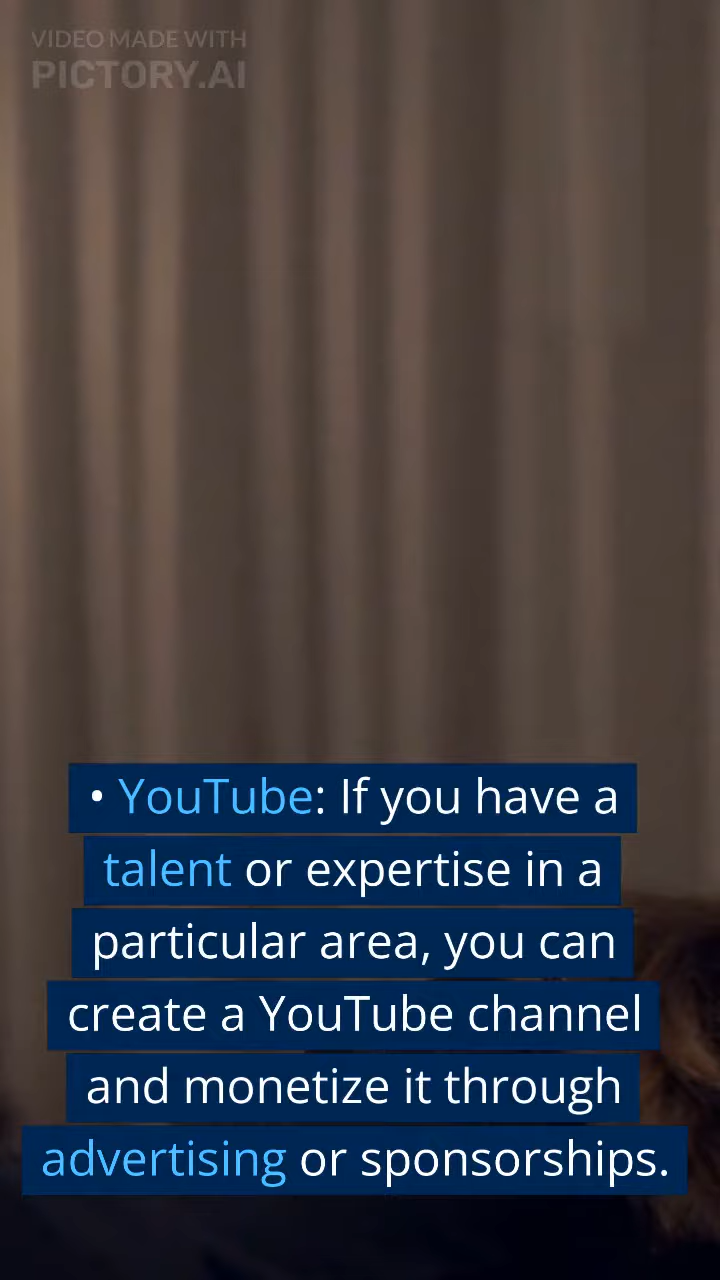 VIDEO MADE WITH
PICTORY.AI
• YouTube: If you have a
talent or expertise in a
particular area, you can
create a YouTube channel
and monetize it through
advertising or sponsorships.